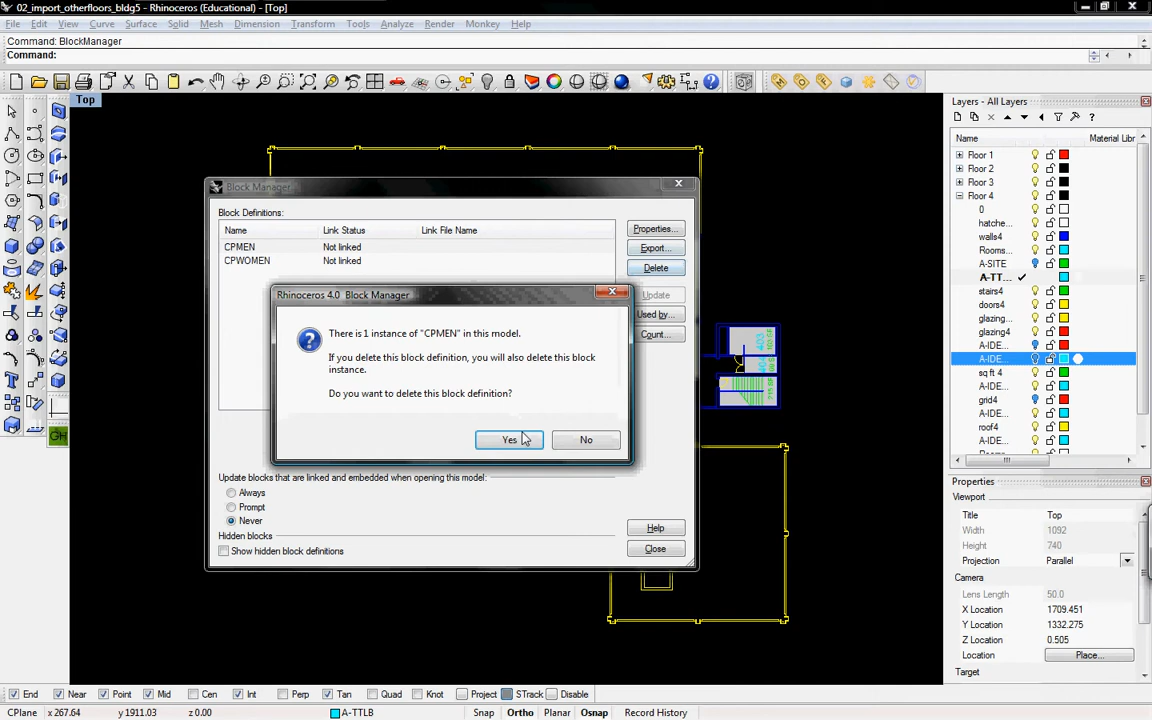 02_import_otherfloors_bldg5 - Rhinoceros (Educational) - [Top]
File Edit View Curve Surface Solid Mesh Dimension Transform Tools Analyze Render Monkey Help
Command: BlockManager
Command:
Top
Layers - All Layers
Name Material Libr
Floor 1
Floor 2
Floor 3
Floor 4
0
hatche...
walls4
Rooms...
A-SITE
A-TT...
stairs4
doors4
glazing4
glazing4
A-IDE...
A-IDE...
sq ft 4
A-IDE...
grid4
A-IDE...
roof4
A-IDE...
Block Manager
Block Definitions:
Name Link Status Link File Name
CPMEN Not linked
CPWOMEN Not linked
Properties...
Export...
Delete
Update
Used by...
Count...
Rhinoceros 4.0 Block Manager
There is 1 instance of "CPMEN" in this model.
If you delete this block definition, you will also delete this block
instance.
Do you want to delete this block definition?
Yes No
Update blocks that are linked and embedded when opening this model:
Always
Prompt
Never
Hidden blocks
Show hidden block definitions
Help
Close
403
404
GH
Properties
Viewport
Title Top
Width 1092
Height 740
Projection Parallel
Camera
Lens Length 50.0
X Location 1709.451
Y Location 1332.275
Z Location 0.505
Location Place...
Target
End Near Point Mid Cen Int Perp Tan Quad Knot Project STrack Disable
CPlane x 267.64 y 1911.03 z 0.00 A-TTLB Snap Ortho Planar Osnap Record History